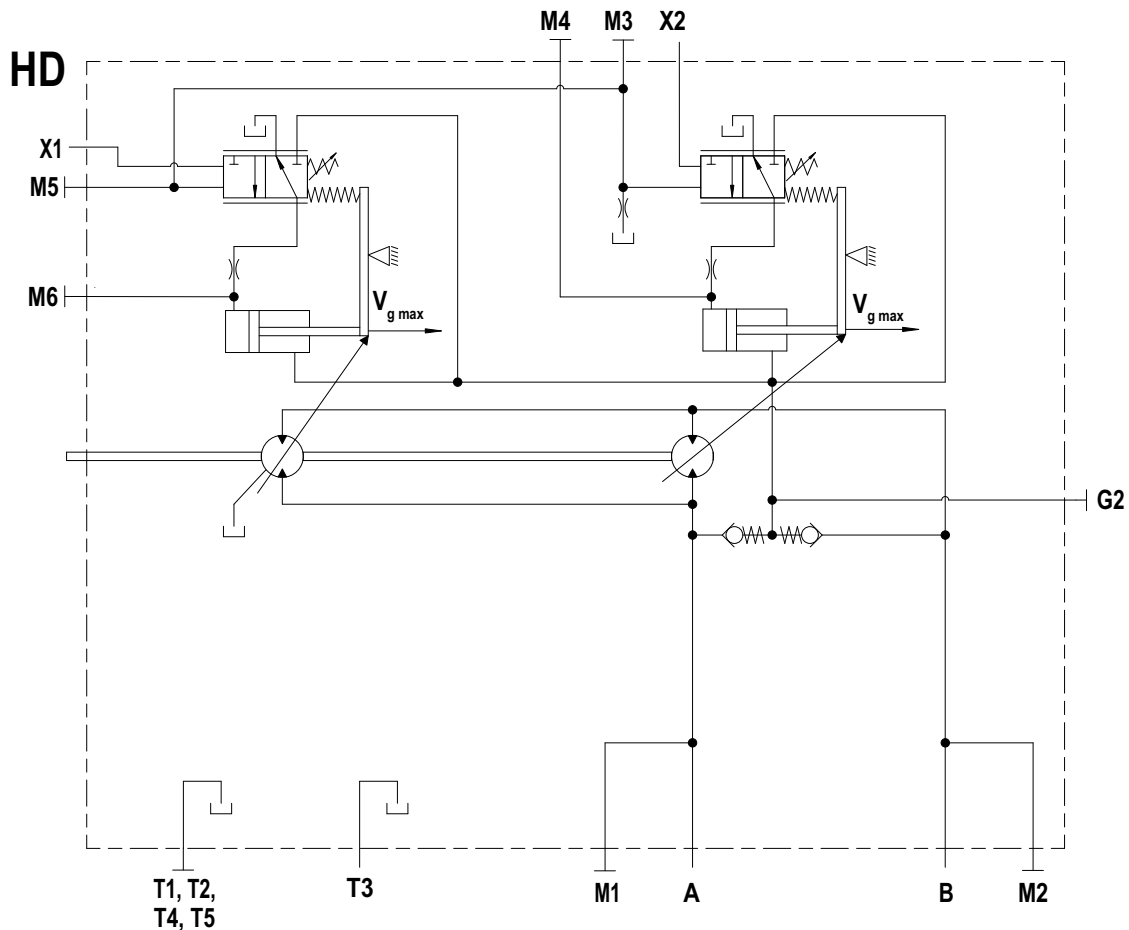 M4 M3 X2
HD
X1
M5
M6
V g max
V g max
G2
T1, T2,
T4, T5
T3
M1
A
B
M2